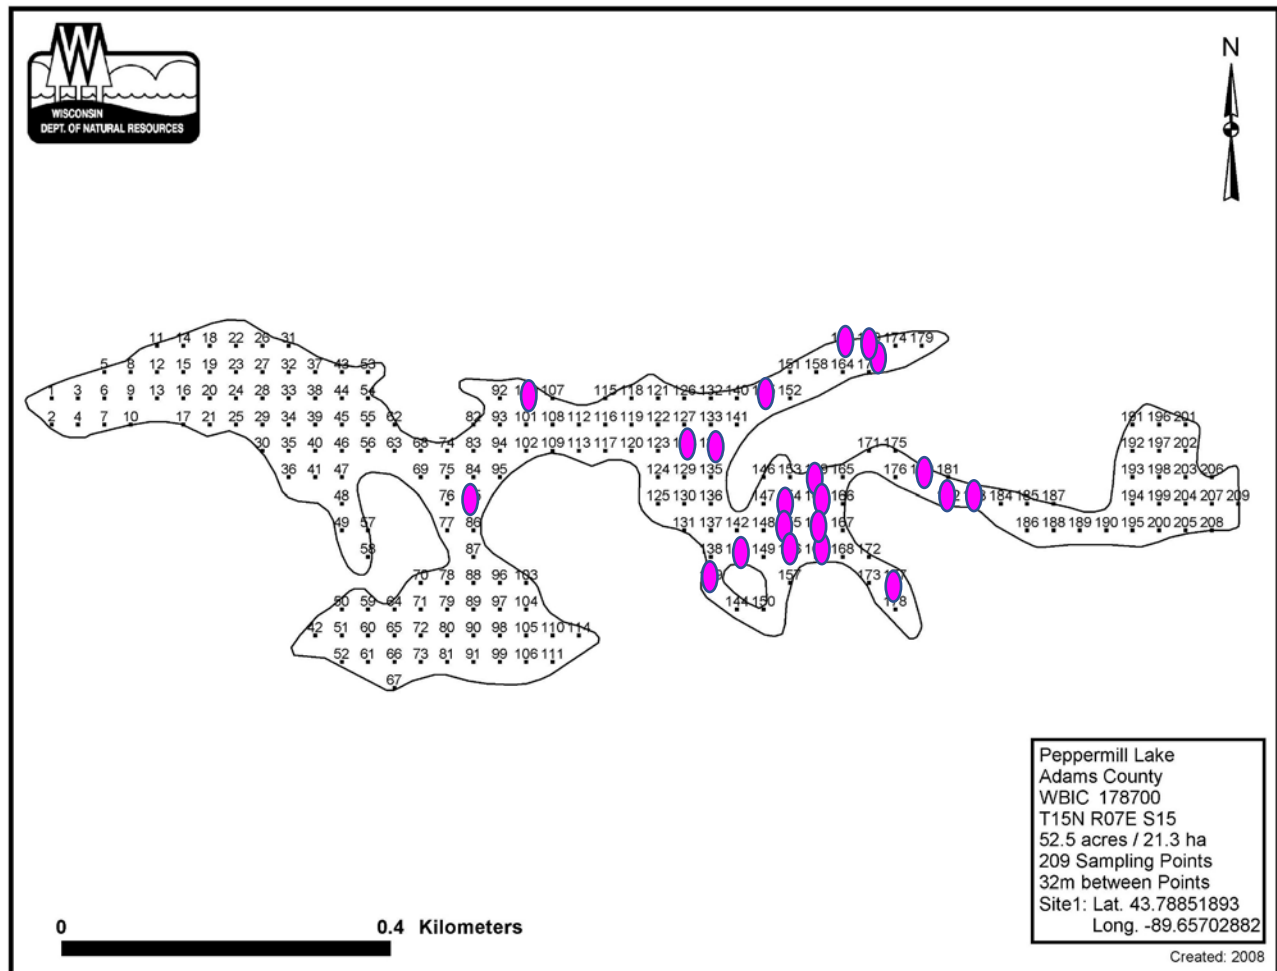 WISCONSIN
DEPT. OF NATURAL RESOURCES
N
11 14 18 22 26 31 174 179
5 8 12 15 19 23 27 32 37 43 53 151 158 164
1 3 6 9 13 16 20 24 28 33 38 44 54 92 107 115 118 121 126 132 140 152
2 4 7 10 17 21 25 29 34 39 45 55 62 82 93 101 108 112 116 119 122 127 133 141 191 196 201
30 35 40 46 56 63 68 74 83 94 102 109 113 117 120 123 171 175 192 197 202
36 41 47 69 75 84 95 124 129 135 146 153 165 176 181 193 198 203 206
48 76 125 130 136 147 166 184 185 187 194 199 204 207 209
49 57 77 86 131 137 142 148 167 186 188 189 190 195 200 205 208
58 87 138 149 168 172
70 78 88 96 103 157 173
50 59 64 71 79 89 97 104 144 150 178
42 51 60 65 72 80 90 98 105 110 114
52 61 66 73 81 91 99 106 111
67
Peppermill Lake
Adams County
WBIC 178700
T15N R07E S15
52.5 acres / 21.3 ha
209 Sampling Points
32m between Points
Site1: Lat. 43.78851893
Long. -89.65702882
0 0.4 Kilometers
Created: 2008